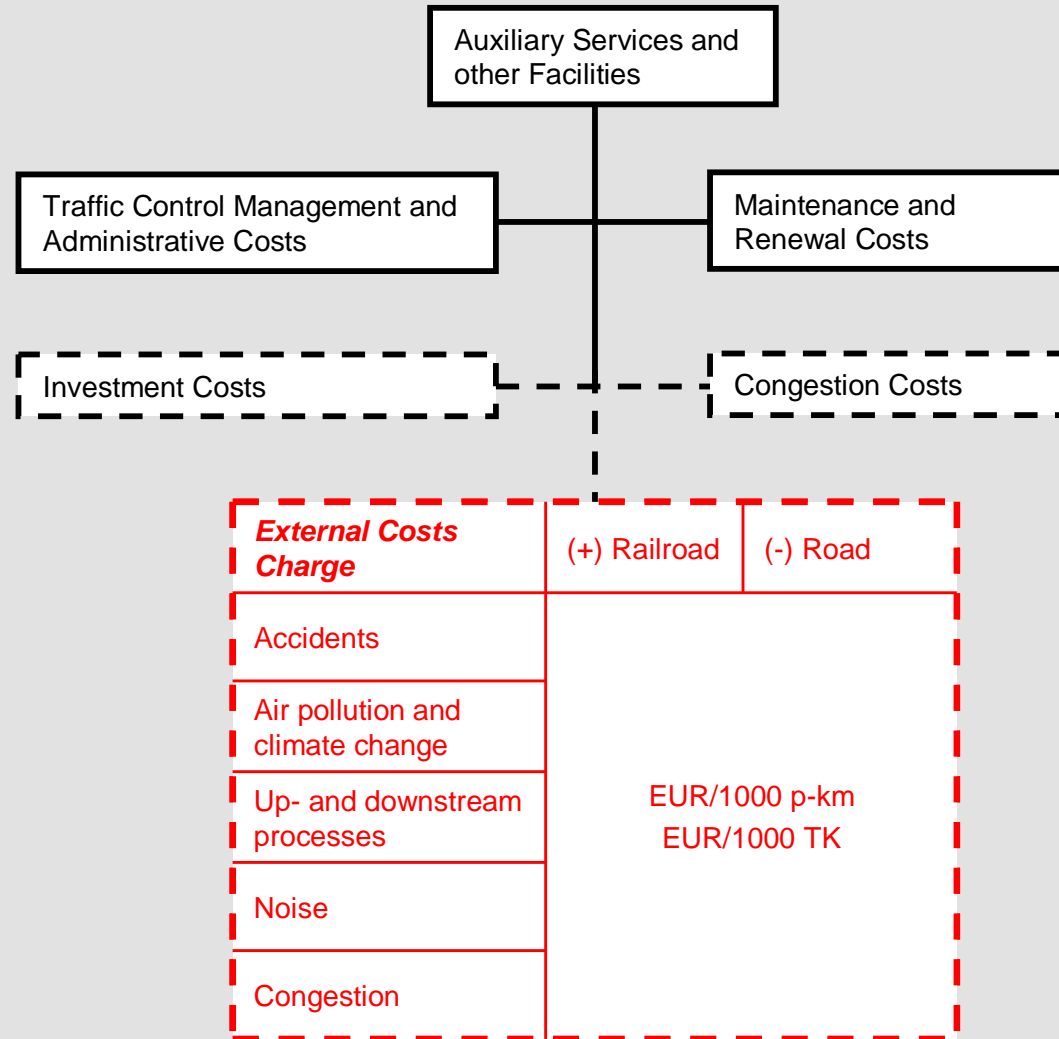 Auxiliary Services and
other Facilities
Traffic Control Management and
Administrative Costs
Maintenance and
Renewal Costs
Investment Costs
Congestion Costs
External Costs
Charge
(+) Railroad
(-) Road
Accidents
Air pollution and
climate change
Up- and downstream
processes
Noise
Congestion
EUR/1000 p-km
EUR/1000 TK